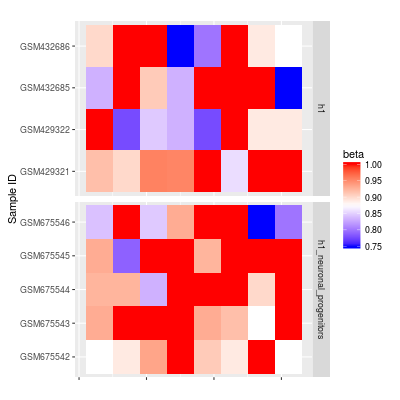 GSM432686
GSM432685
GSM429322
GSM429321
h1
GSM675546
GSM675545
GSM675544
GSM675543
GSM675542
h1_neuronal_progenitors
Sample ID
beta
1.00
0.95
0.90
0.85
0.80
0.75